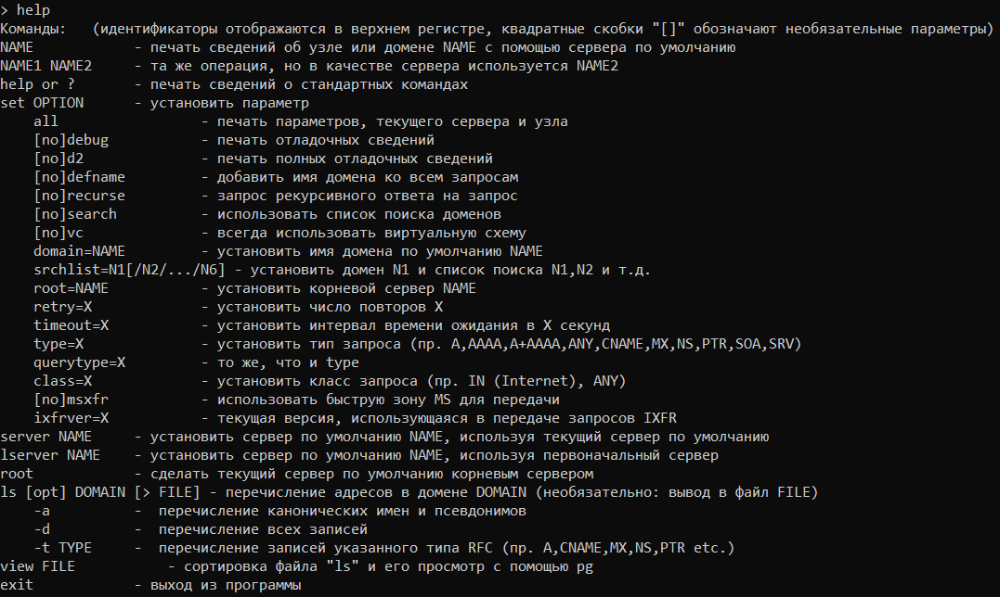 > help
Команды:   (идентификаторы отображаются в верхнем регистре, квадратные скобки "[]" обозначают необязательные параметры)
NAME            - печать сведений об узле или домене NAME с помощью сервера по умолчанию
NAME1 NAME2     - та же операция, но в качестве сервера используется NAME2
help or ?       - печать сведений о стандартных командах
set OPTION      - установить параметр
    all                 - печать параметров, текущего сервера и узла
    [no]debug           - печать отладочных сведений
    [no]d2              - печать полных отладочных сведений
    [no]defname         - добавить имя домена ко всем запросам
    [no]recurse         - запрос рекурсивного ответа на запрос
    [no]search          - использовать список поиска доменов
    [no]vc              - всегда использовать виртуальную схему
    domain=NAME         - установить имя домена по умолчанию NAME
    srchlist=N1[/N2/.../N6] - установить домен N1 и список поиска N1,N2 и т.д.
    root=NAME           - установить корневой сервер NAME
    retry=X             - установить число повторов X
    timeout=X           - установить интервал времени ожидания в X секунд
    type=X              - установить тип запроса (пр. A,AAAA,A+AAAA,ANY,CNAME,MX,NS,PTR,SOA,SRV)
    querytype=X         - то же, что и type
    class=X             - установить класс запроса (пр. IN (Internet), ANY)
    [no]msxfr           - использовать быструю зону MS для передачи
    ixfrver=X           - текущая версия, использующаяся в передаче запросов IXFR
server NAME     - установить сервер по умолчанию NAME, используя текущий сервер по умолчанию
lserver NAME    - установить сервер по умолчанию NAME, используя первоначальный сервер
root            - сделать текущий сервер по умолчанию корневым сервером
ls [opt] DOMAIN [> FILE] - перечисление адресов в домене DOMAIN (необязательно: вывод в файл FILE)
    -a          -  перечисление канонических имен и псевдонимов
    -d          -  перечисление всех записей
    -t TYPE     -  перечисление записей указанного типа RFC (пр. A,CNAME,MX,NS,PTR etc.)
view FILE           - сортировка файла "ls" и его просмотр с помощью pg
exit            - выход из программы